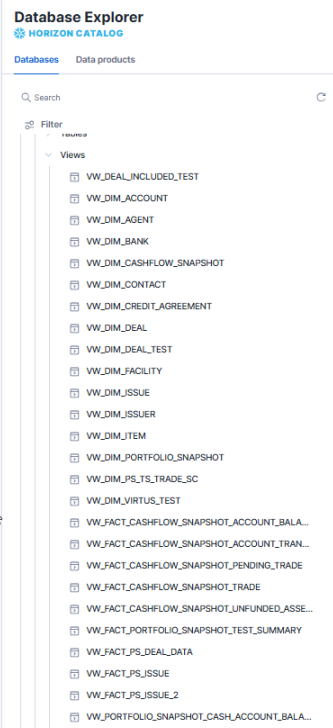 Database Explorer
HORIZON CATALOG
Databases Data products
Search
Filter
Tables
Views
VW_DEAL_INCLUDED_TEST
VW_DIM_ACCOUNT
VW_DIM_AGENT
VW_DIM_BANK
VW_DIM_CASHFLOW_SNAPSHOT
VW_DIM_CONTACT
VW_DIM_CREDIT_AGREEMENT
VW_DIM_DEAL
VW_DIM_DEAL_TEST
VW_DIM_FACILITY
VW_DIM_ISSUE
VW_DIM_ISSUER
VW_DIM_ITEM
VW_DIM_PORTFOLIO_SNAPSHOT
VW_DIM_PS_TS_TRADE_SC
VW_DIM_VIRTUS_TEST
VW_FACT_CASHFLOW_SNAPSHOT_ACCOUNT_BALA...
VW_FACT_CASHFLOW_SNAPSHOT_ACCOUNT_TRAN...
VW_FACT_CASHFLOW_SNAPSHOT_PENDING_TRADE
VW_FACT_CASHFLOW_SNAPSHOT_TRADE
VW_FACT_CASHFLOW_SNAPSHOT_UNFUNDED_ASSE...
VW_FACT_PORTFOLIO_SNAPSHOT_TEST_SUMMARY
VW_FACT_PS_DEAL_DATA
VW_FACT_PS_ISSUE
VW_FACT_PS_ISSUE_2
VW_PORTFOLIO_SNAPSHOT_CASH_ACCOUNT_BALA...